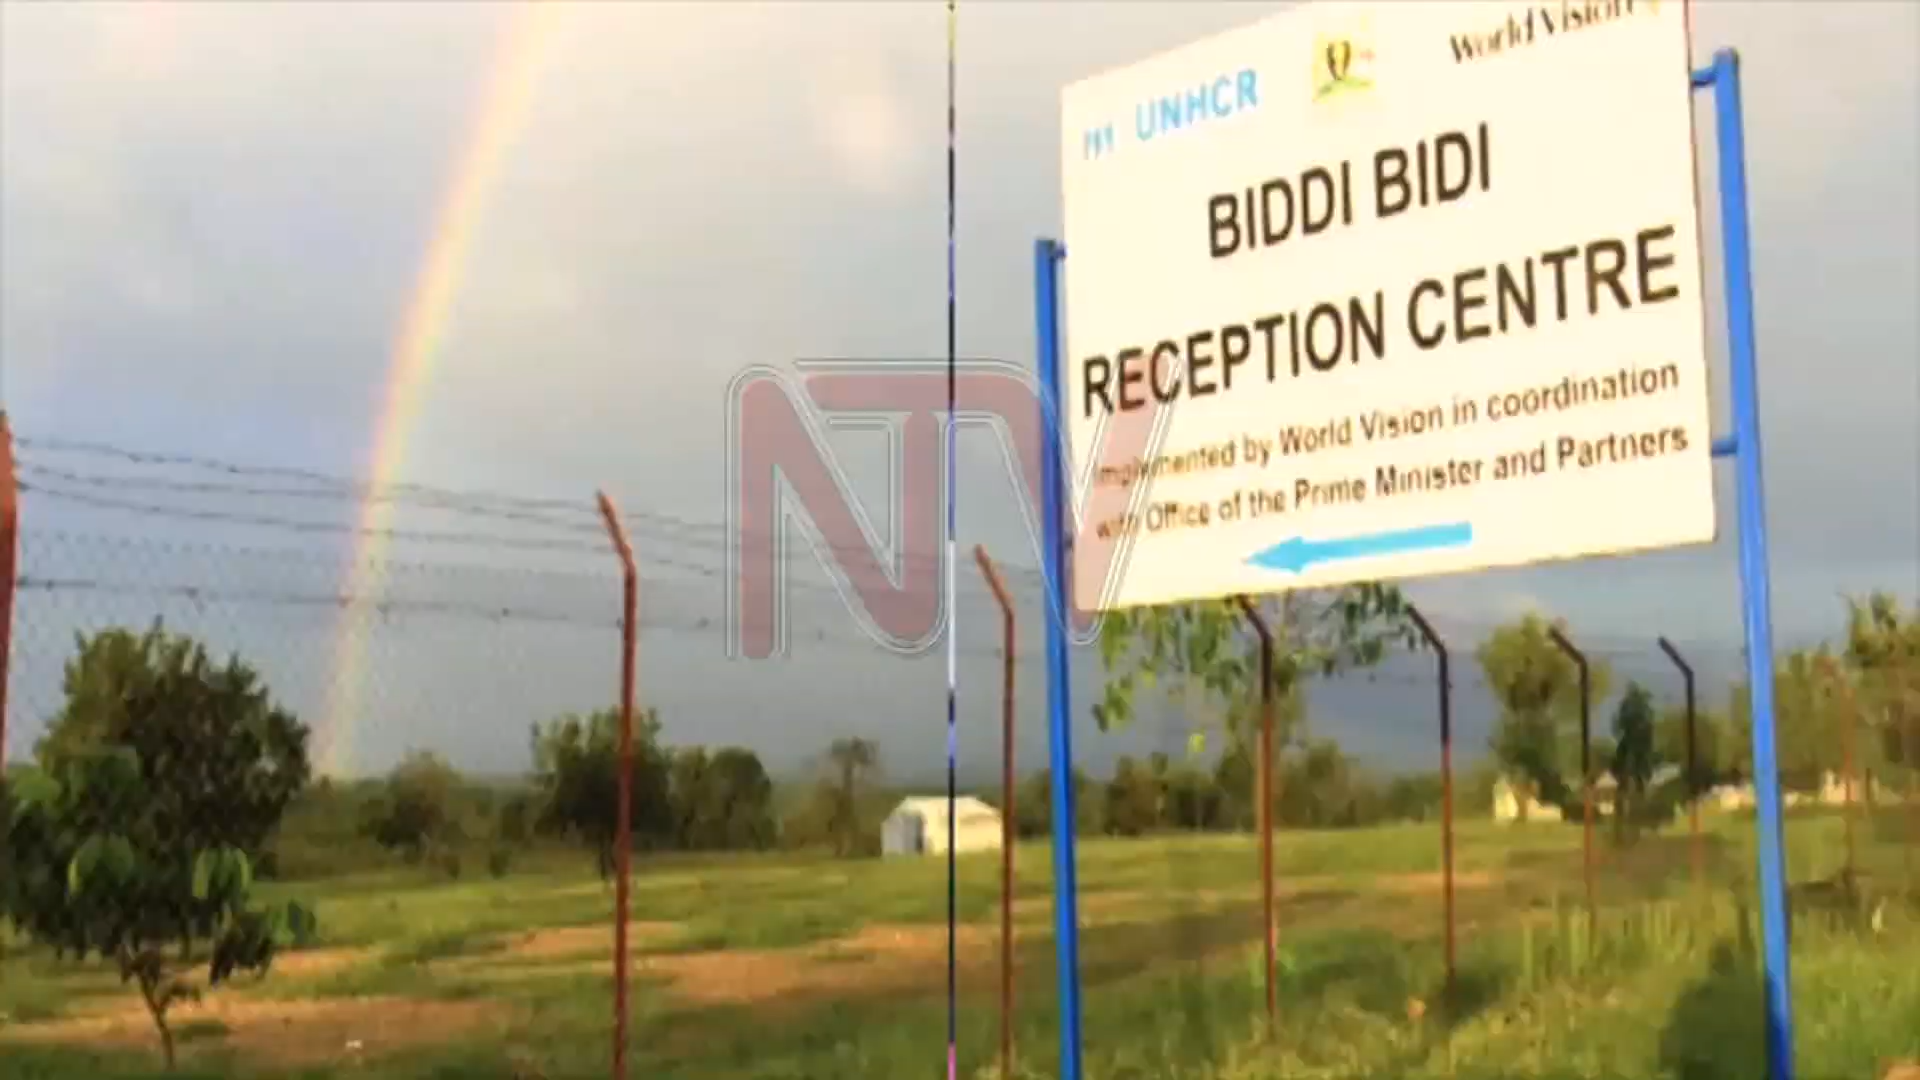 UNHCR
World Vision
BIDDI BIDI
RECEPTION CENTRE
Implemented by World Vision in coordination
with Office of the Prime Minister and Partners
NTV